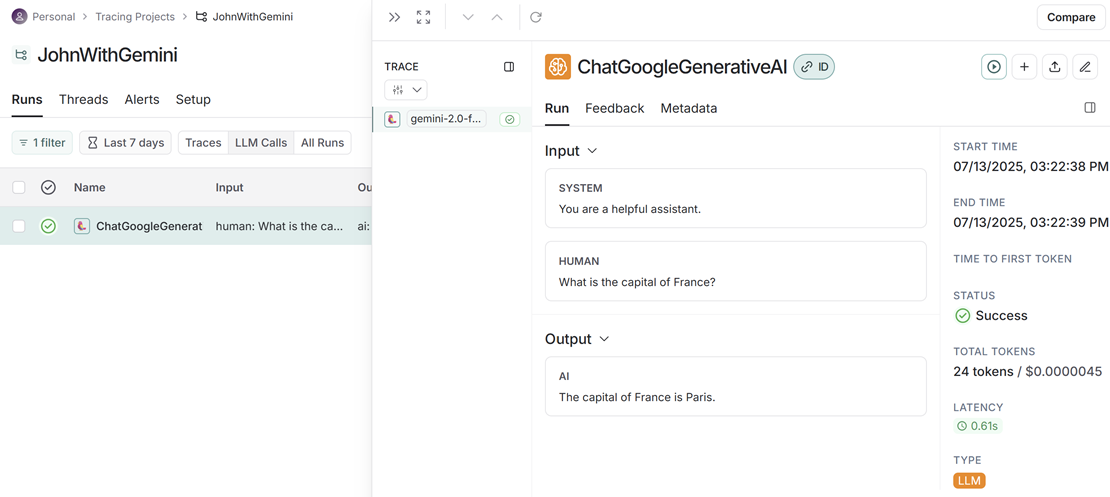 Personal > Tracing Projects > JohnWithGemini
JohnWithGemini
Runs Threads Alerts Setup
1 filter Last 7 days Traces LLM Calls All Runs
Name Input Ou
ChatGoogleGenerat human: What is the ca... ai:
Compare
TRACE
gemini-2.0-f...
ChatGoogleGenerativeAI ID
Run Feedback Metadata
Input
SYSTEM
You are a helpful assistant.
HUMAN
What is the capital of France?
Output
AI
The capital of France is Paris.
START TIME
07/13/2025, 03:22:38 PM
END TIME
07/13/2025, 03:22:39 PM
TIME TO FIRST TOKEN
STATUS
Success
TOTAL TOKENS
24 tokens / $0.0000045
LATENCY
0.61s
TYPE
LLM